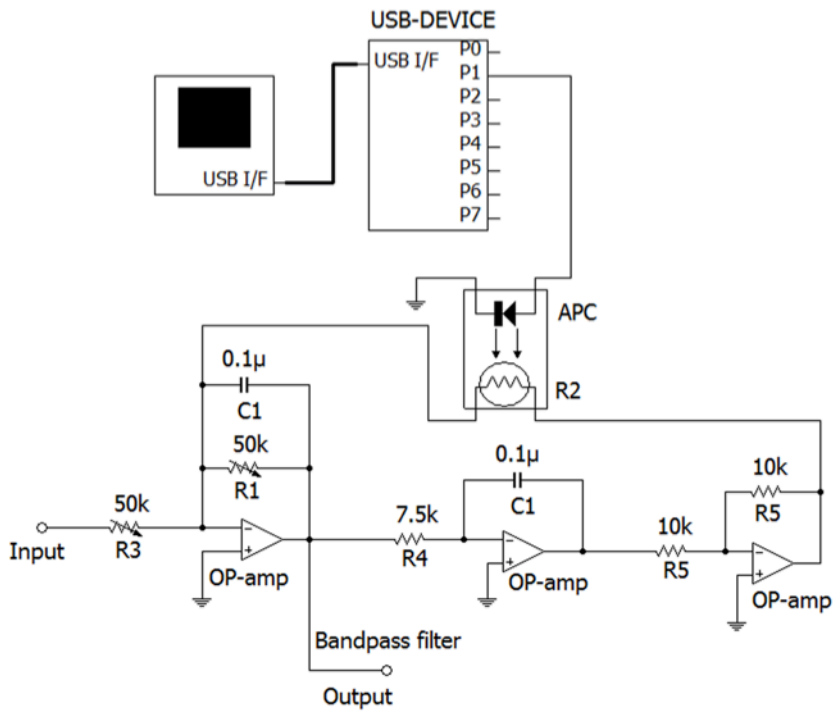 USB-DEVICE
USB I/F
P0
P1
P2
P3
P4
P5
P6
P7
USB I/F
APC
R2
0.1μ
C1
50k
R1
50k
R3
Input
OP-amp
7.5k
R4
0.1μ
C1
OP-amp
10k
R5
10k
R5
OP-amp
Bandpass filter
Output